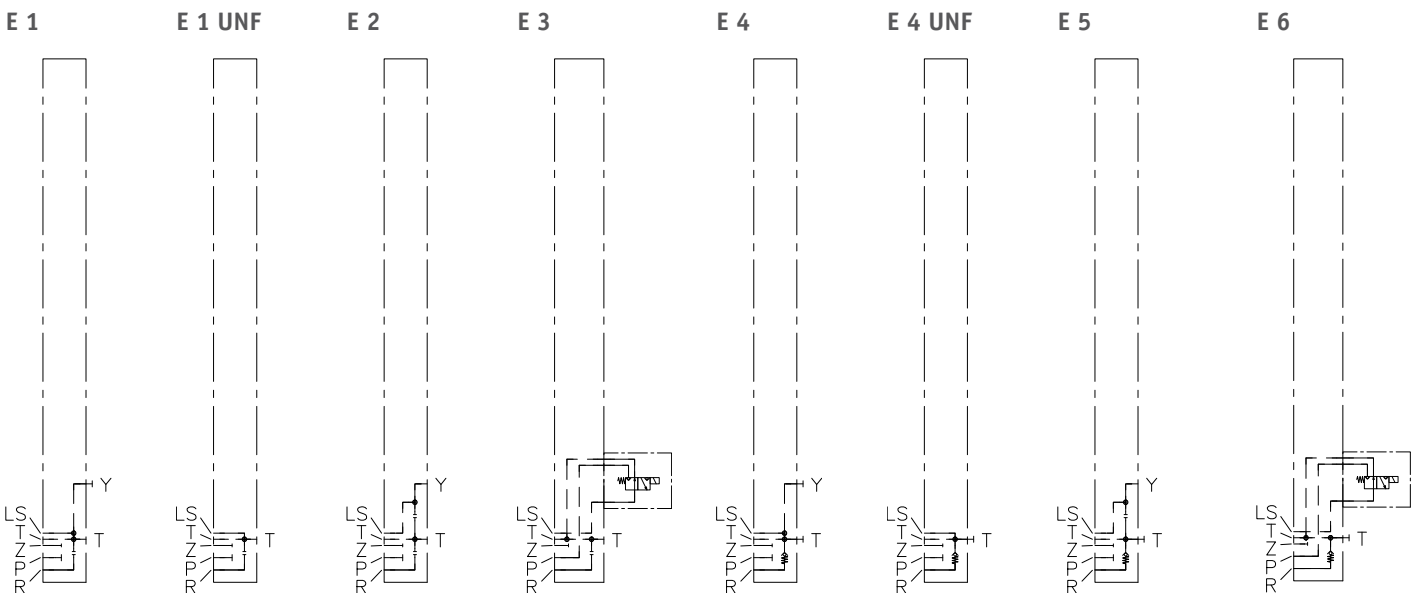 E 1 E 1 UNF E 2 E 3 E 4 E 4 UNF E 5 E 6
Y Y Y Y
LS LS LS LS LS LS LS LS
T T T T T T T T T T T T T T T T
Z Z Z Z Z Z Z Z
P P P P P P P P
R R R R R R R R